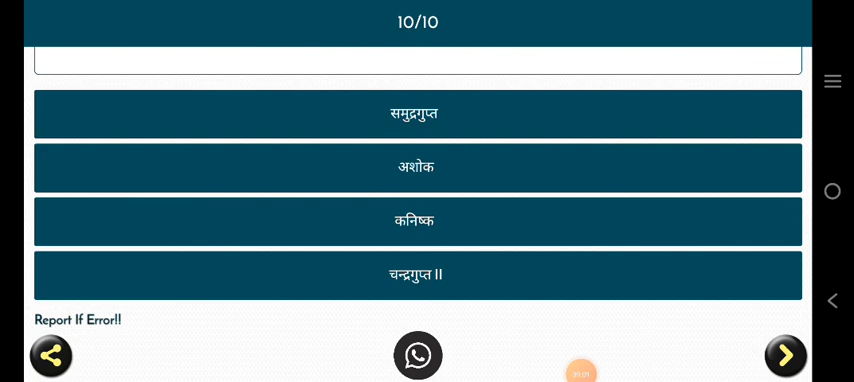 10/10
समुद्रगुप्त
अशोक
कनिष्क
चन्द्रगुप्त II
Report If Error!!